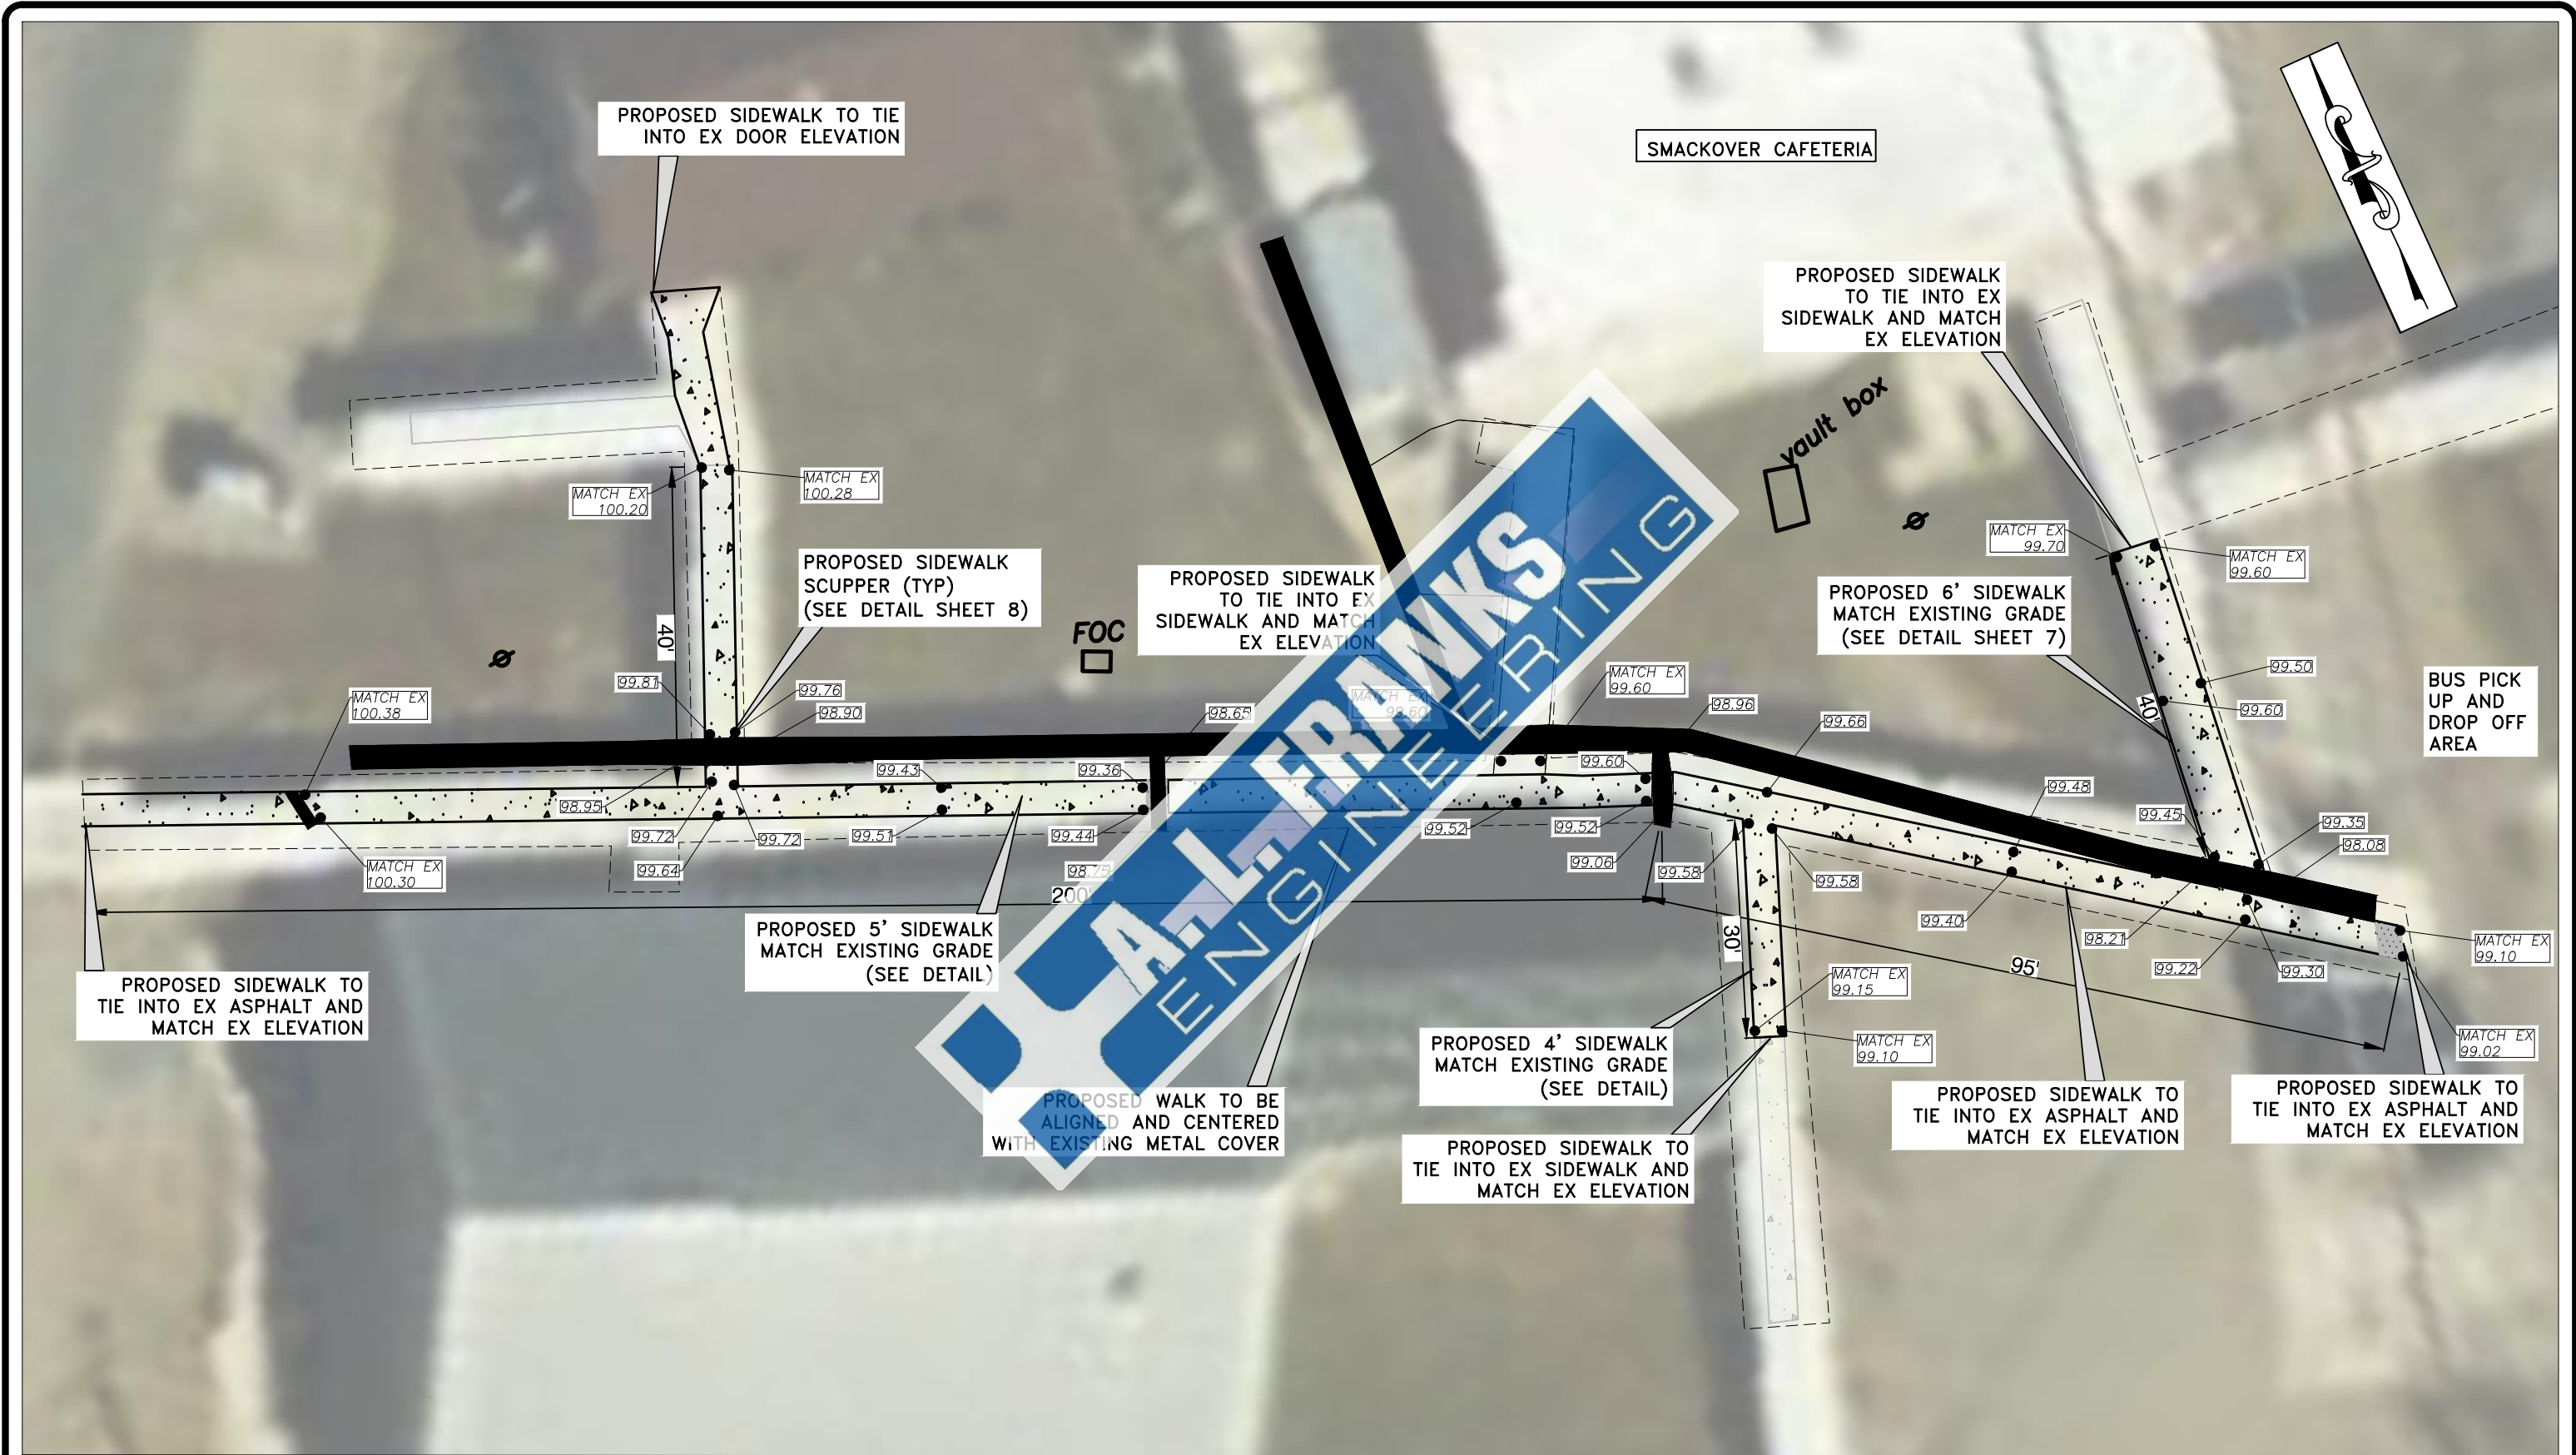 PROPOSED SIDEWALK TO TIE
INTO EX DOOR ELEVATION
SMACKOVER CAFETERIA
PROPOSED SIDEWALK
TO TIE INTO EX
SIDEWALK AND MATCH
EX ELEVATION
vault box
MATCH EX
100.20
MATCH EX
100.28
PROPOSED SIDEWALK
SCUPPER (TYP)
(SEE DETAIL SHEET 8)
FOC
PROPOSED SIDEWALK
TO TIE INTO EX
SIDEWALK AND MATCH
EX ELEVATION
MATCH EX
99.70
MATCH EX
99.60
PROPOSED 6' SIDEWALK
MATCH EXISTING GRADE
(SEE DETAIL SHEET 7)
40'
99.81
99.76
98.90
MATCH EX
100.38
98.65
MATCH EX
99.60
MATCH EX
99.60
98.96
99.66
99.50
99.60
40'
BUS PICK
UP AND
DROP OFF
AREA
A.L. FRANKS
ENGINEERING
98.95
99.43
99.36
99.60
99.48
99.45
99.35
98.08
99.72
99.72
99.51
99.44
99.52
99.52
99.64
MATCH EX
100.30
98.75
99.06
99.58
99.58
200'
30'
95'
99.40
98.21
99.22
99.30
MATCH EX
99.10
MATCH EX
99.02
PROPOSED 5' SIDEWALK
MATCH EXISTING GRADE
(SEE DETAIL)
PROPOSED SIDEWALK TO
TIE INTO EX ASPHALT AND
MATCH EX ELEVATION
MATCH EX
99.15
MATCH EX
99.10
PROPOSED 4' SIDEWALK
MATCH EXISTING GRADE
(SEE DETAIL)
PROPOSED WALK TO BE
ALIGNED AND CENTERED
WITH EXISTING METAL COVER
PROPOSED SIDEWALK TO
TIE INTO EX SIDEWALK AND
MATCH EX ELEVATION
PROPOSED SIDEWALK TO
TIE INTO EX ASPHALT AND
MATCH EX ELEVATION
PROPOSED SIDEWALK TO
TIE INTO EX ASPHALT AND
MATCH EX ELEVATION